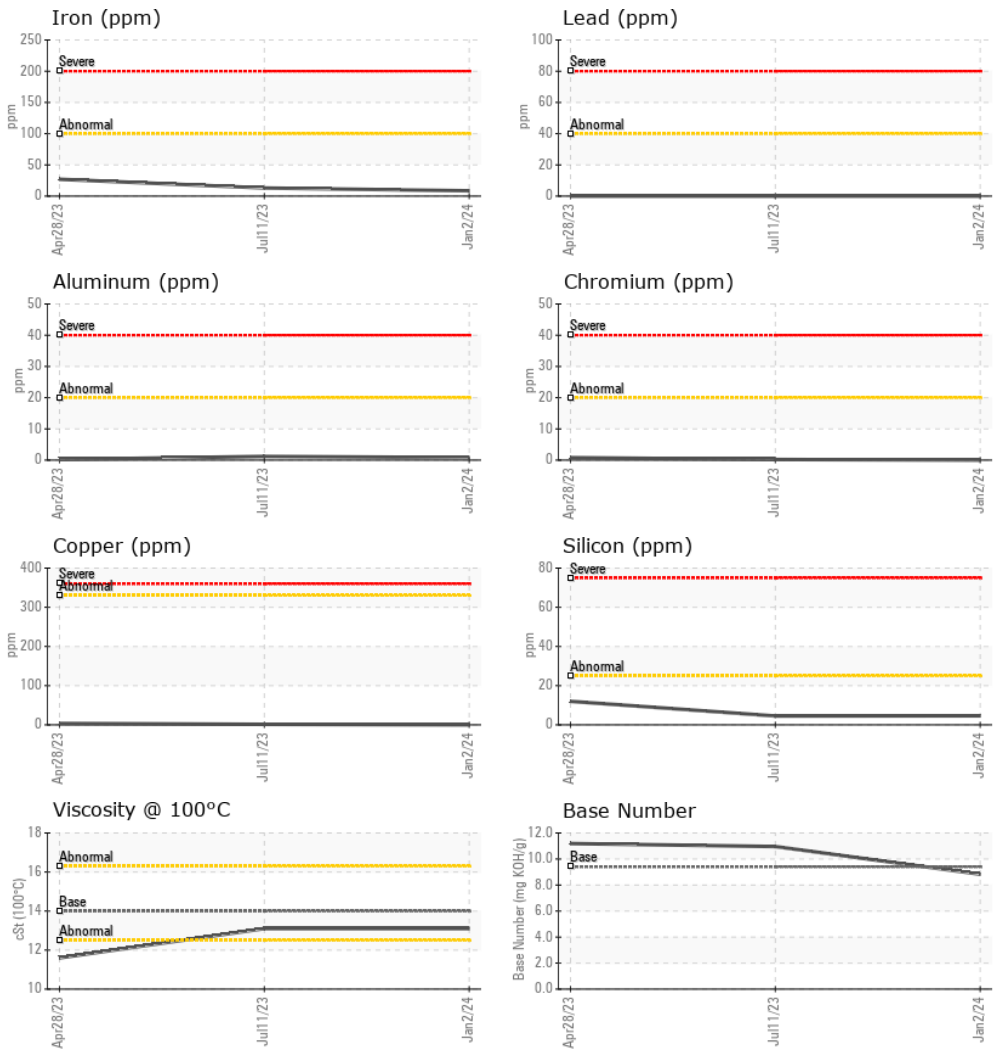 Iron (ppm)
250
200
150
100
50
0
ppm
Severe
Abnormal
Apr28/23
Jul11/23
Jan2/24
Lead (ppm)
100
80
60
40
20
0
ppm
Severe
Abnormal
Apr28/23
Jul11/23
Jan2/24
Aluminum (ppm)
50
40
30
20
10
0
ppm
Severe
Abnormal
Apr28/23
Jul11/23
Jan2/24
Chromium (ppm)
50
40
30
20
10
0
ppm
Severe
Abnormal
Apr28/23
Jul11/23
Jan2/24
Copper (ppm)
400
300
200
100
0
ppm
Severe
Abnormal
Apr28/23
Jul11/23
Jan2/24
Silicon (ppm)
80
60
40
20
0
ppm
Severe
Abnormal
Apr28/23
Jul11/23
Jan2/24
Viscosity @ 100°C
18
16
14
12
10
cSt (100°C)
Abnormal
Base
Abnormal
Apr28/23
Jul11/23
Jan2/24
Base Number
12.0
10.0
8.0
6.0
4.0
2.0
0.0
Base Number (mg KOH/g)
Base
Apr28/23
Jul11/23
Jan2/24